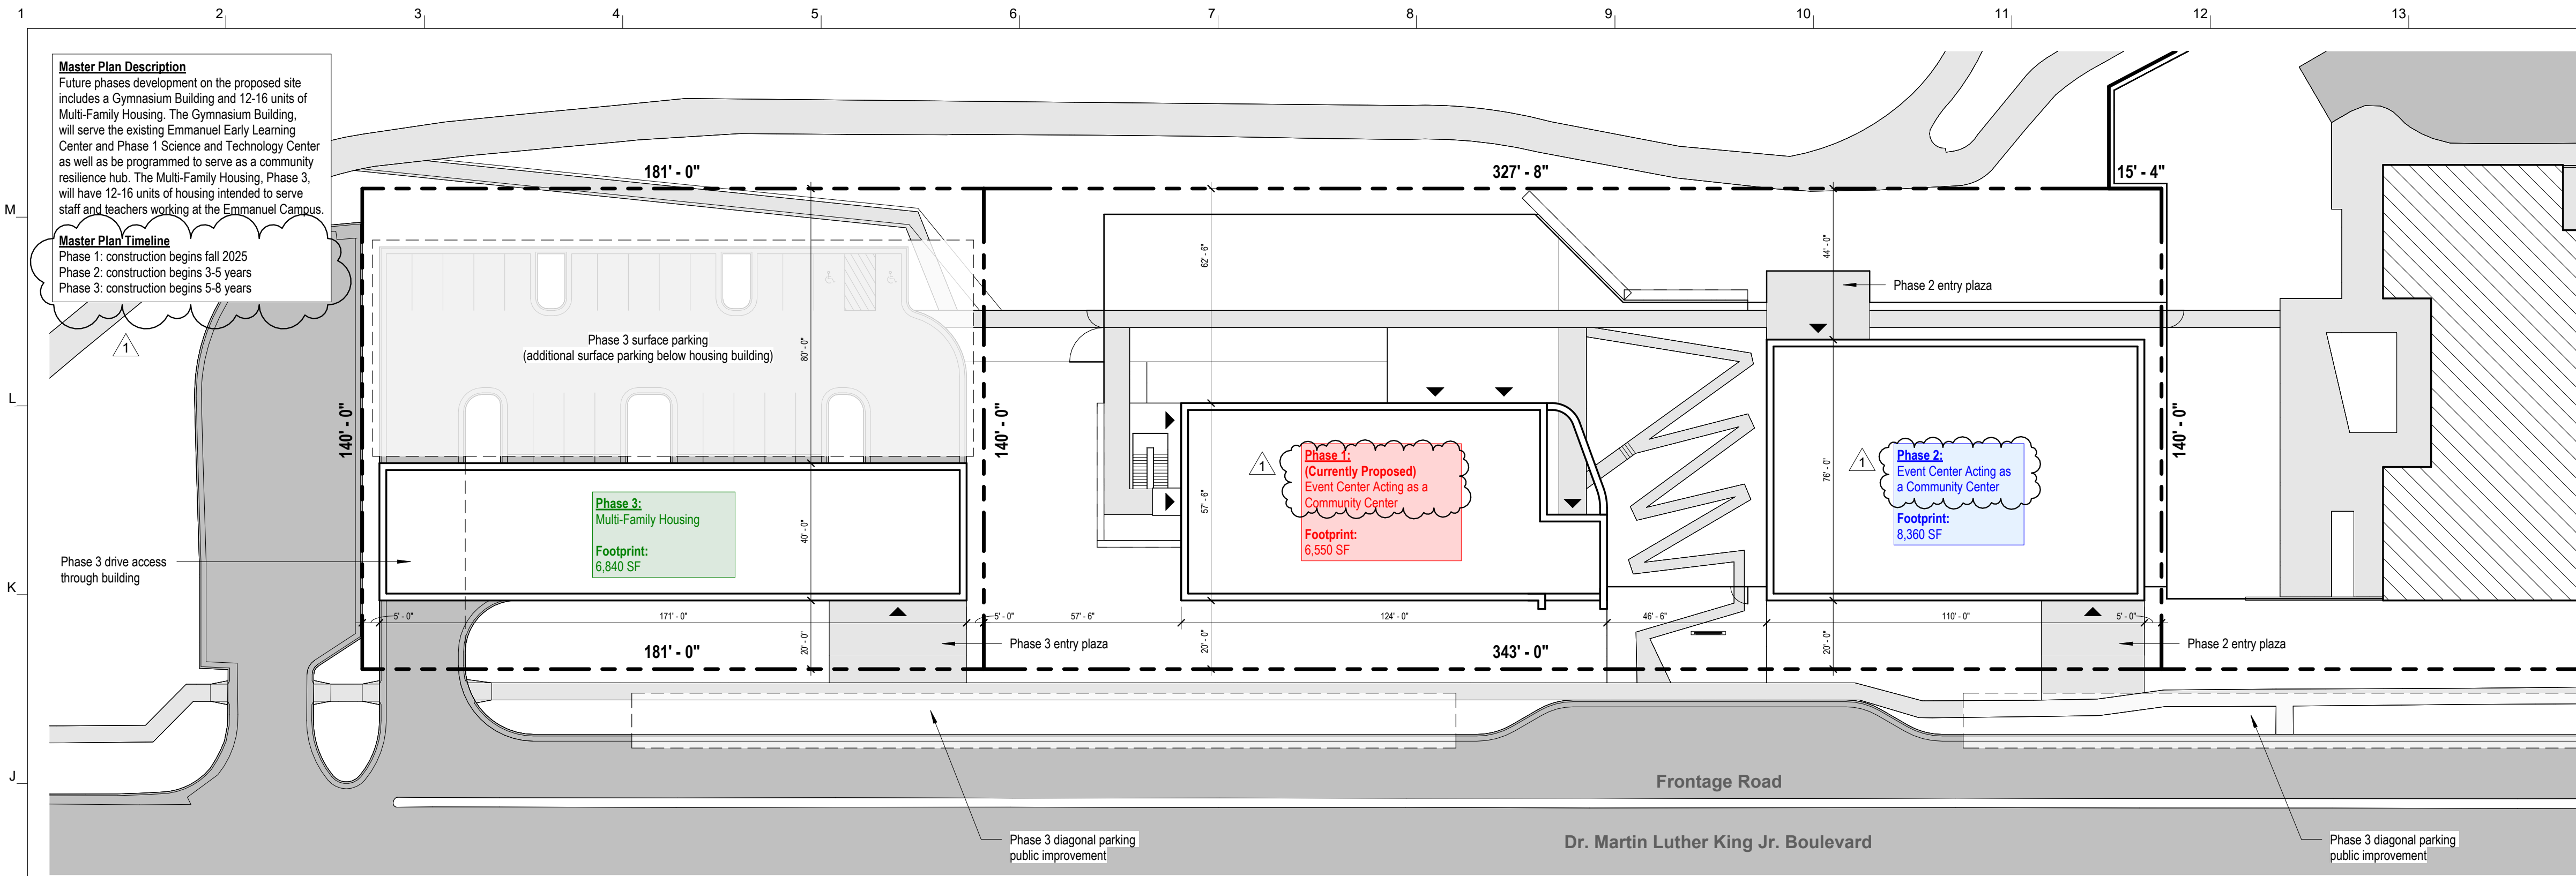 1 2 3 4 5 6 7 8 9 10 11 12 13
M
L
K
J
Master Plan Description
Future phases development on the proposed site
includes a Gymnasium Building and 12-16 units of
Multi-Family Housing. The Gymnasium Building,
will serve the existing Emmanuel Early Learning
Center and Phase 1 Science and Technology Center
as well as be programmed to serve as a community
resilience hub. The Multi-Family Housing, Phase 3,
will have 12-16 units of housing intended to serve
staff and teachers working at the Emmanuel Campus.
Master Plan Timeline
Phase 1: construction begins fall 2025
Phase 2: construction begins 3-5 years
Phase 3: construction begins 5-8 years
1
181' - 0"
327' - 8"
15' - 4"
62' - 6"
44' - 0"
Phase 2 entry plaza
Phase 3 surface parking
(additional surface parking below housing building)
80' - 0"
140' - 0"
140' - 0"
140' - 0"
1
Phase 1:
(Currently Proposed)
Event Center Acting as a
Community Center
Footprint:
6,550 SF
1
Phase 2:
Event Center Acting as
a Community Center
Footprint:
8,360 SF
76' - 0"
57' - 6"
Phase 3:
Multi-Family Housing
Footprint:
6,840 SF
40' - 0"
Phase 3 drive access
through building
5' - 0"
171' - 0"
5' - 0"
57' - 6"
124' - 0"
46' - 6"
110' - 0"
5' - 0"
20' - 0"
20' - 0"
20' - 0"
Phase 3 entry plaza
Phase 2 entry plaza
181' - 0"
343' - 0"
Frontage Road
Phase 3 diagonal parking
public improvement
Dr. Martin Luther King Jr. Boulevard
Phase 3 diagonal parking
public improvement